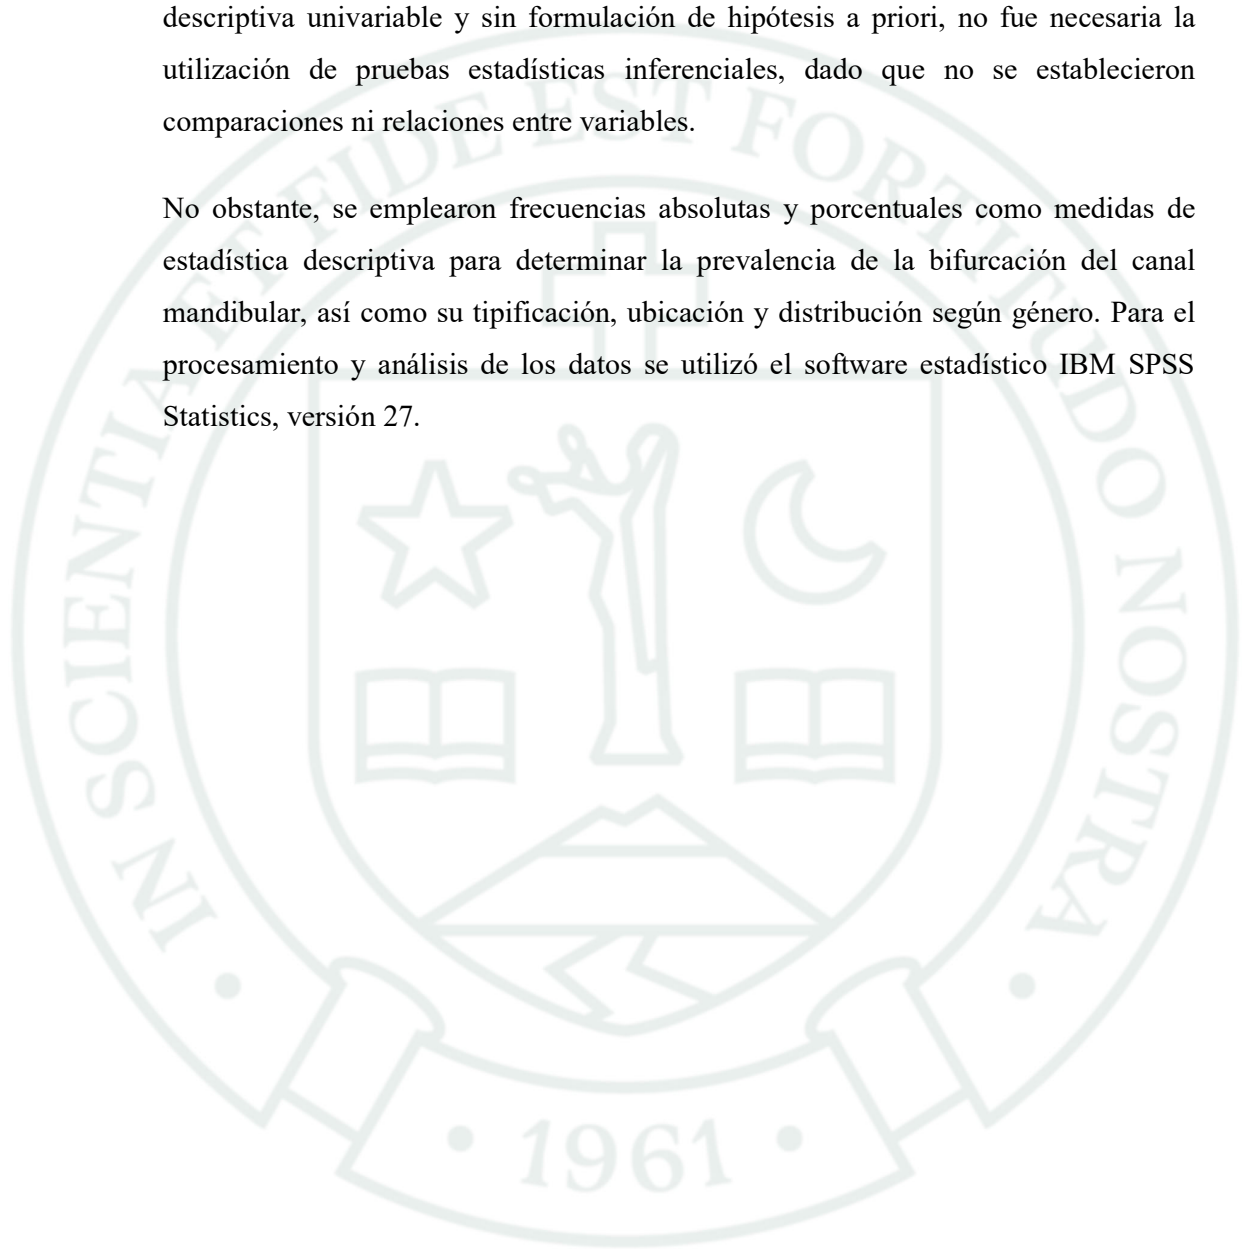 descriptiva univariable y sin formulación de hipótesis a priori, no fue necesaria la
utilización de pruebas estadísticas inferenciales, dado que no se establecieron
comparaciones ni relaciones entre variables.
No obstante, se emplearon frecuencias absolutas y porcentuales como medidas de
estadística descriptiva para determinar la prevalencia de la bifurcación del canal
mandibular, así como su tipificación, ubicación y distribución según género. Para el
procesamiento y análisis de los datos se utilizó el software estadístico IBM SPSS
Statistics, versión 27.
IN SCIENTIA ET FIDE EST FORTITUDO NOSTRA
• 1961 •